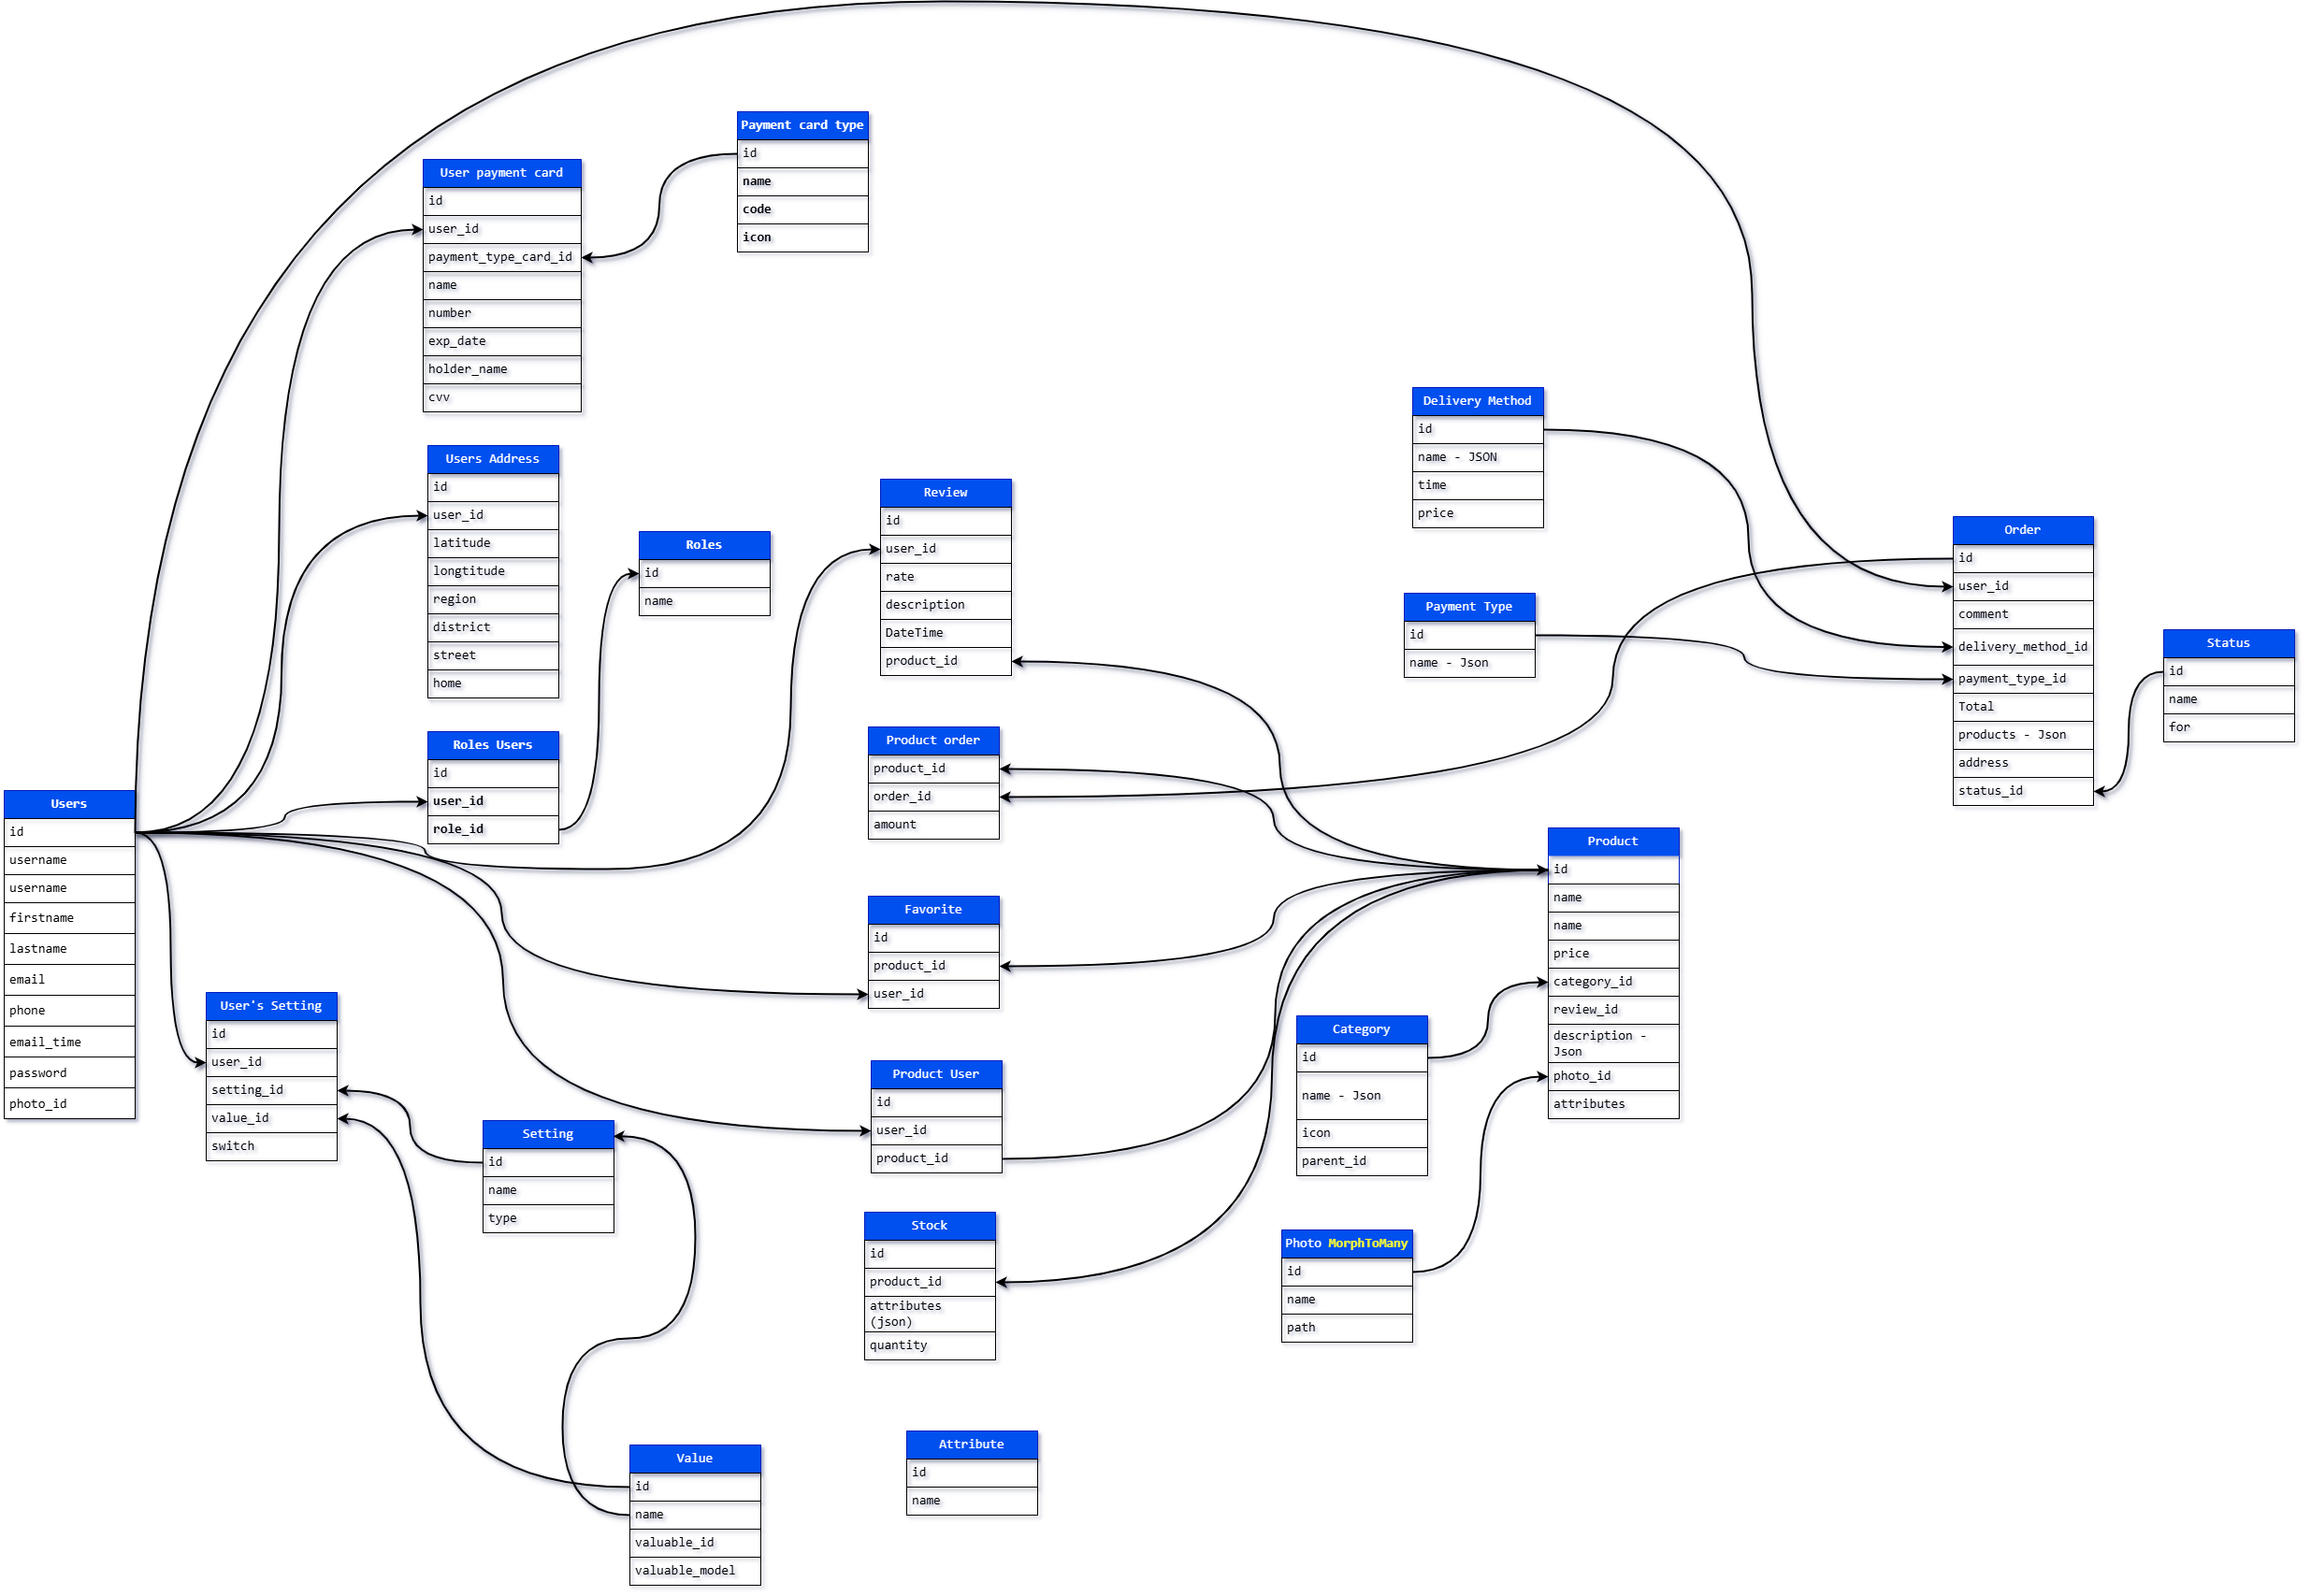 Payment card type
id
name
code
icon
User payment card
id
user_id
payment_type_card_id
name
number
exp_date
holder_name
cvv
Delivery Method
id
name - JSON
time
price
Users Address
id
user_id
latitude
longtitude
region
district
street
home
Review
id
user_id
rate
description
DateTime
product_id
Roles
id
name
Order
id
user_id
comment
delivery_method_id
payment_type_id
Total
products - Json
address
status_id
Payment Type
id
name - Json
Status
id
name
for
Product order
product_id
order_id
amount
Roles Users
id
user_id
role_id
Users
id
username
username
firstname
lastname
email
phone
email_time
password
photo_id
Product
id
name
name
price
category_id
review_id
description -
Json
photo_id
attributes
Favorite
id
product_id
user_id
User's Setting
id
user_id
setting_id
value_id
switch
Category
id
name - Json
icon
parent_id
Product User
id
user_id
product_id
Setting
id
name
type
Stock
id
product_id
attributes
(json)
quantity
Photo MorphToMany
id
name
path
Attribute
id
name
Value
id
name
valuable_id
valuable_model